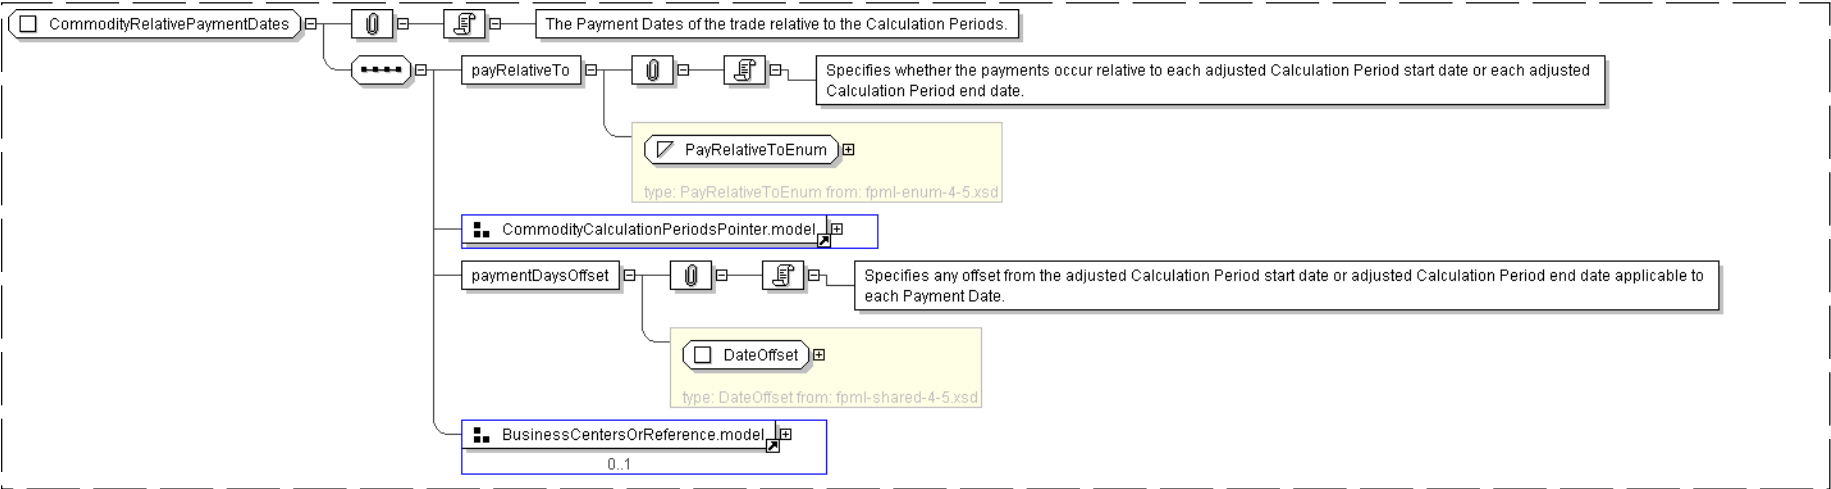 CommodityRelativePaymentDates
The Payment Dates of the trade relative to the Calculation Periods.
payRelativeTo
Specifies whether the payments occur relative to each adjusted Calculation Period start date or each adjusted
Calculation Period end date.
PayRelativeToEnum
type: PayRelativeToEnum from: fpml-enum-4-5.xsd
CommodityCalculationPeriodsPointer.model
paymentDaysOffset
Specifies any offset from the adjusted Calculation Period start date or adjusted Calculation Period end date applicable to
each Payment Date.
DateOffset
type: DateOffset from: fpml-shared-4-5.xsd
BusinessCentersOrReference.model
0..1